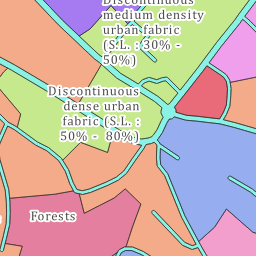 Discontinuous
medium density
urban fabric
(S.L. : 30% -
50%)
Discontinuous
dense urban
fabric (S.L. :
50% -  80%)
Forests